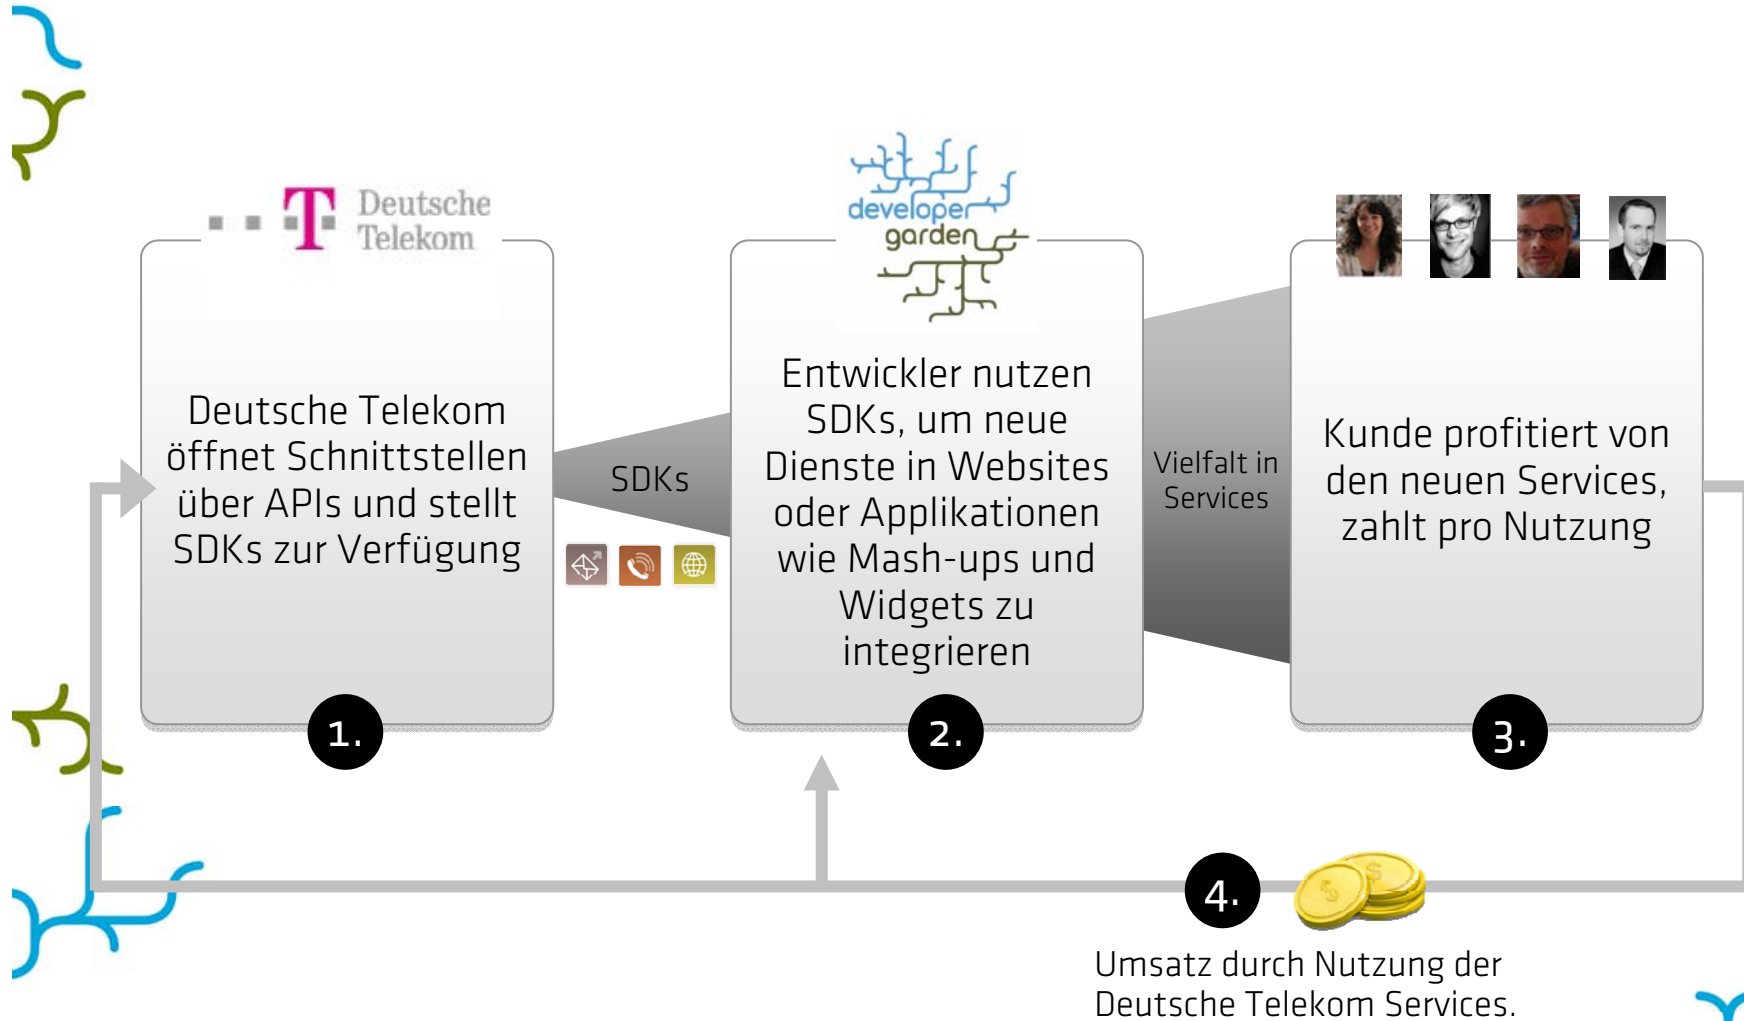 Deutsche
Telekom
Deutsche Telekom
öffnet Schnittstellen
über APIs und stellt
SDKs zur Verfügung
1.
SDKs
developer
garden
Entwickler nutzen
SDKs, um neue
Dienste in Websites
oder Applikationen
wie Mash-ups und
Widgets zu
integrieren
2.
Vielfalt in
Services
Kunde profitiert von
den neuen Services,
zahlt pro Nutzung
3.
4.
Umsatz durch Nutzung der
Deutsche Telekom Services.